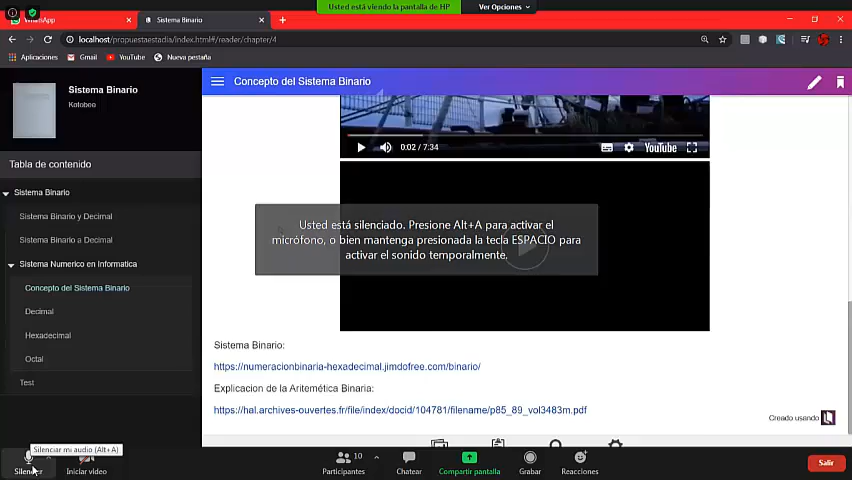 Usted está viendo la pantalla de HP
Ver Opciones
WhatsApp
Sistema Binario
localhost/propuestaestadia/index.html#/reader/chapter/4
Aplicaciones
Gmail
YouTube
Nueva pestaña
Sistema Binario
Kotobee
Concepto del Sistema Binario
Tabla de contenido
0:02 / 7:34
YouTube
Sistema Binario
Sistema Binario y Decimal
Sistema Binario a Decimal
Sistema Numerico en Informatica
Concepto del Sistema Binario
Decimal
Hexadecimal
Octal
Test
Usted está silenciado. Presione Alt+A para activar el
micrófono, o bien mantenga presionada la tecla ESPACIO para
activar el sonido temporalmente.
Sistema Binario:
https://numeracionbinaria-hexadecimal.jimdofree.com/binario/
Explicacion de la Aritemética Binaria:
https://hal.archives-ouvertes.fr/file/index/docid/104781/filename/p85_89_vol3483m.pdf
Creado usando
Silenciar mi audio (Alt+A)
Iniciar video
10
Participantes
Chatear
Compartir pantalla
Grabar
Reacciones
Salir